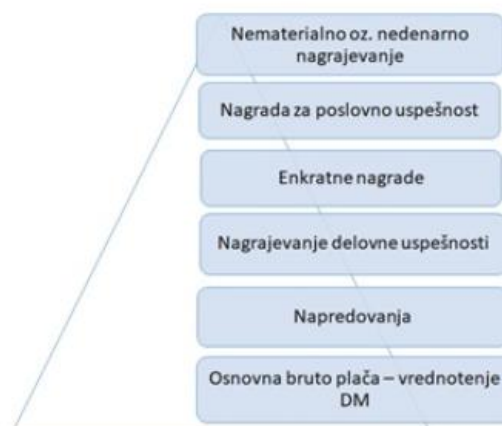 Nematerialno oz. nedenarno
nagrajevanje
Nagrada za poslovno uspešnost
Enkratne nagrade
Nagrajevanje delovne uspešnosti
Napredovanja
Osnovna bruto plača – vrednotenje
DM